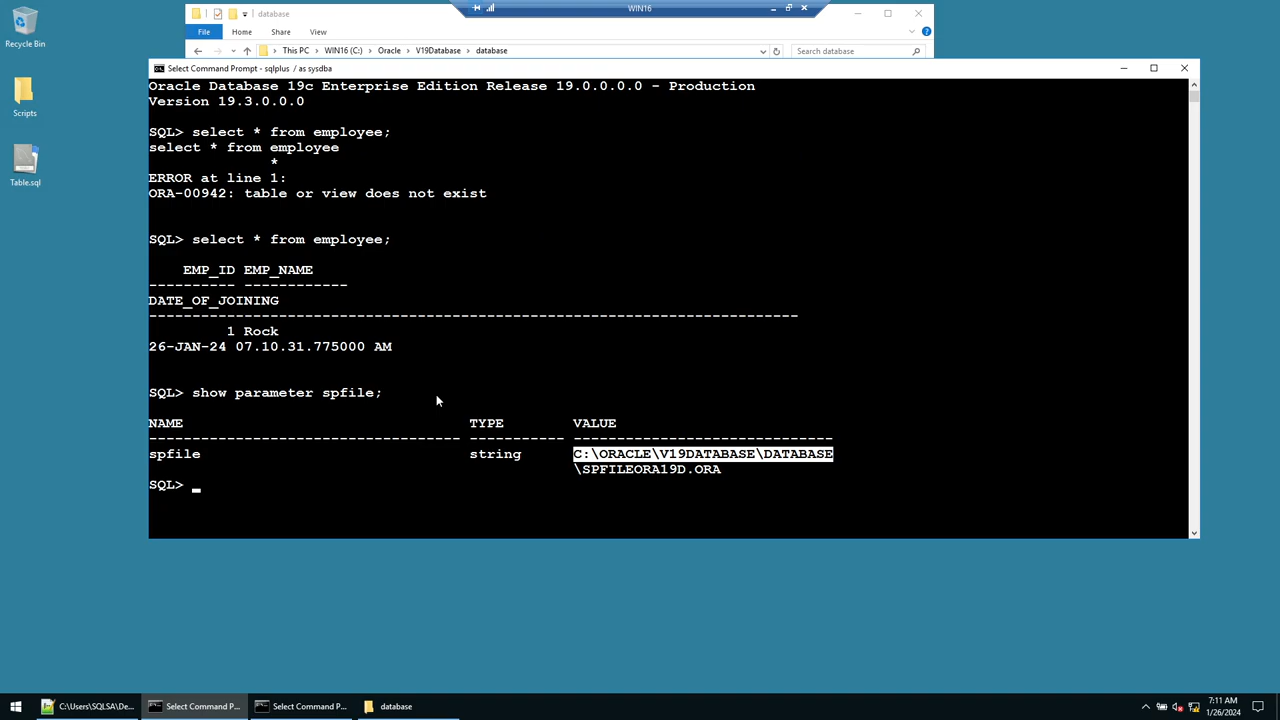 WIN16
database
File Home Share View
This PC WIN16 (C:) Oracle V19Database database
Search database
Recycle Bin
Scripts
Table.sql
Select Command Prompt - sqlplus / as sysdba
Oracle Database 19c Enterprise Edition Release 19.0.0.0.0 - Production
Version 19.3.0.0.0
SQL> select * from employee;
select * from employee
*
ERROR at line 1:
ORA-00942: table or view does not exist
SQL> select * from employee;
EMP_ID EMP_NAME
---------- ------------
DATE_OF_JOINING
---------------------------------------------------------------------------
1 Rock
26-JAN-24 07.10.31.775000 AM
SQL> show parameter spfile;
NAME TYPE VALUE
------------------------------------ ----------- ------------------------------
spfile string C:\ORACLE\V19DATABASE\DATABASE
\SPFILEORA19D.ORA
SQL>
C:\Users\SQLSA\De...
Select Command P...
Select Command P...
database
7:11 AM
1/26/2024